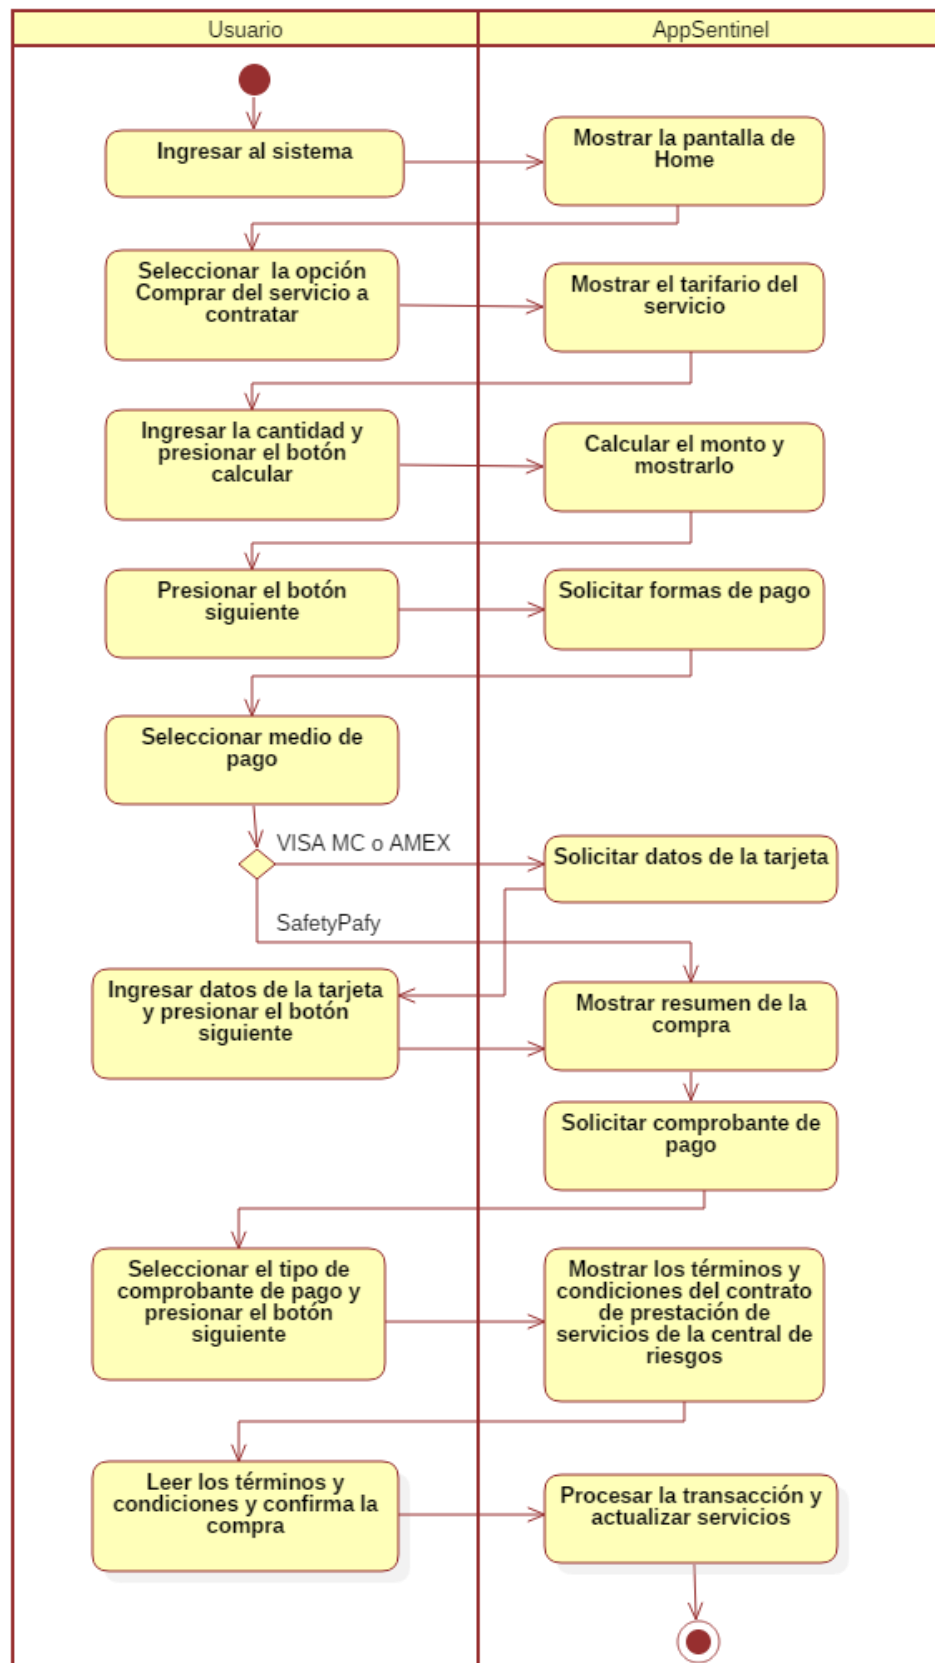 Usuario
AppSentinel
Ingresar al sistema
Mostrar la pantalla de
Home
Seleccionar  la opción
Comprar del servicio a
contratar
Mostrar el tarifario del
servicio
Ingresar la cantidad y
presionar el botón
calcular
Calcular el monto y
mostrarlo
Presionar el botón
siguiente
Solicitar formas de pago
Seleccionar medio de
pago
VISA MC o AMEX
Solicitar datos de la tarjeta
SafetyPafy
Ingresar datos de la tarjeta
y presionar el botón
siguiente
Mostrar resumen de la
compra
Solicitar comprobante de
pago
Seleccionar el tipo de
comprobante de pago y
presionar el botón
siguiente
Mostrar los términos y
condiciones del contrato
de prestación de
servicios de la central de
riesgos
Leer los términos y
condiciones y confirma la
compra
Procesar la transacción y
actualizar servicios